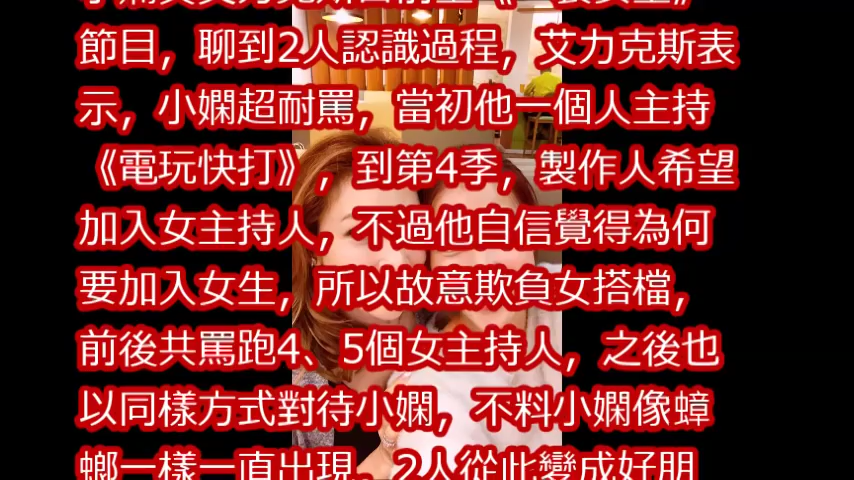 節目，聊到2人認識過程，艾力克斯表
示，小嫻超耐罵，當初他一個人主持
《電玩快打》，到第4季，製作人希望
加入女主持人，不過他自信覺得為何
要加入女生，所以故意欺負女搭檔，
前後共罵跑4、5個女主持人，之後也
以同樣方式對待小嫻，不料小嫻像蟑
螂一樣一直出現，2人從此變成好朋